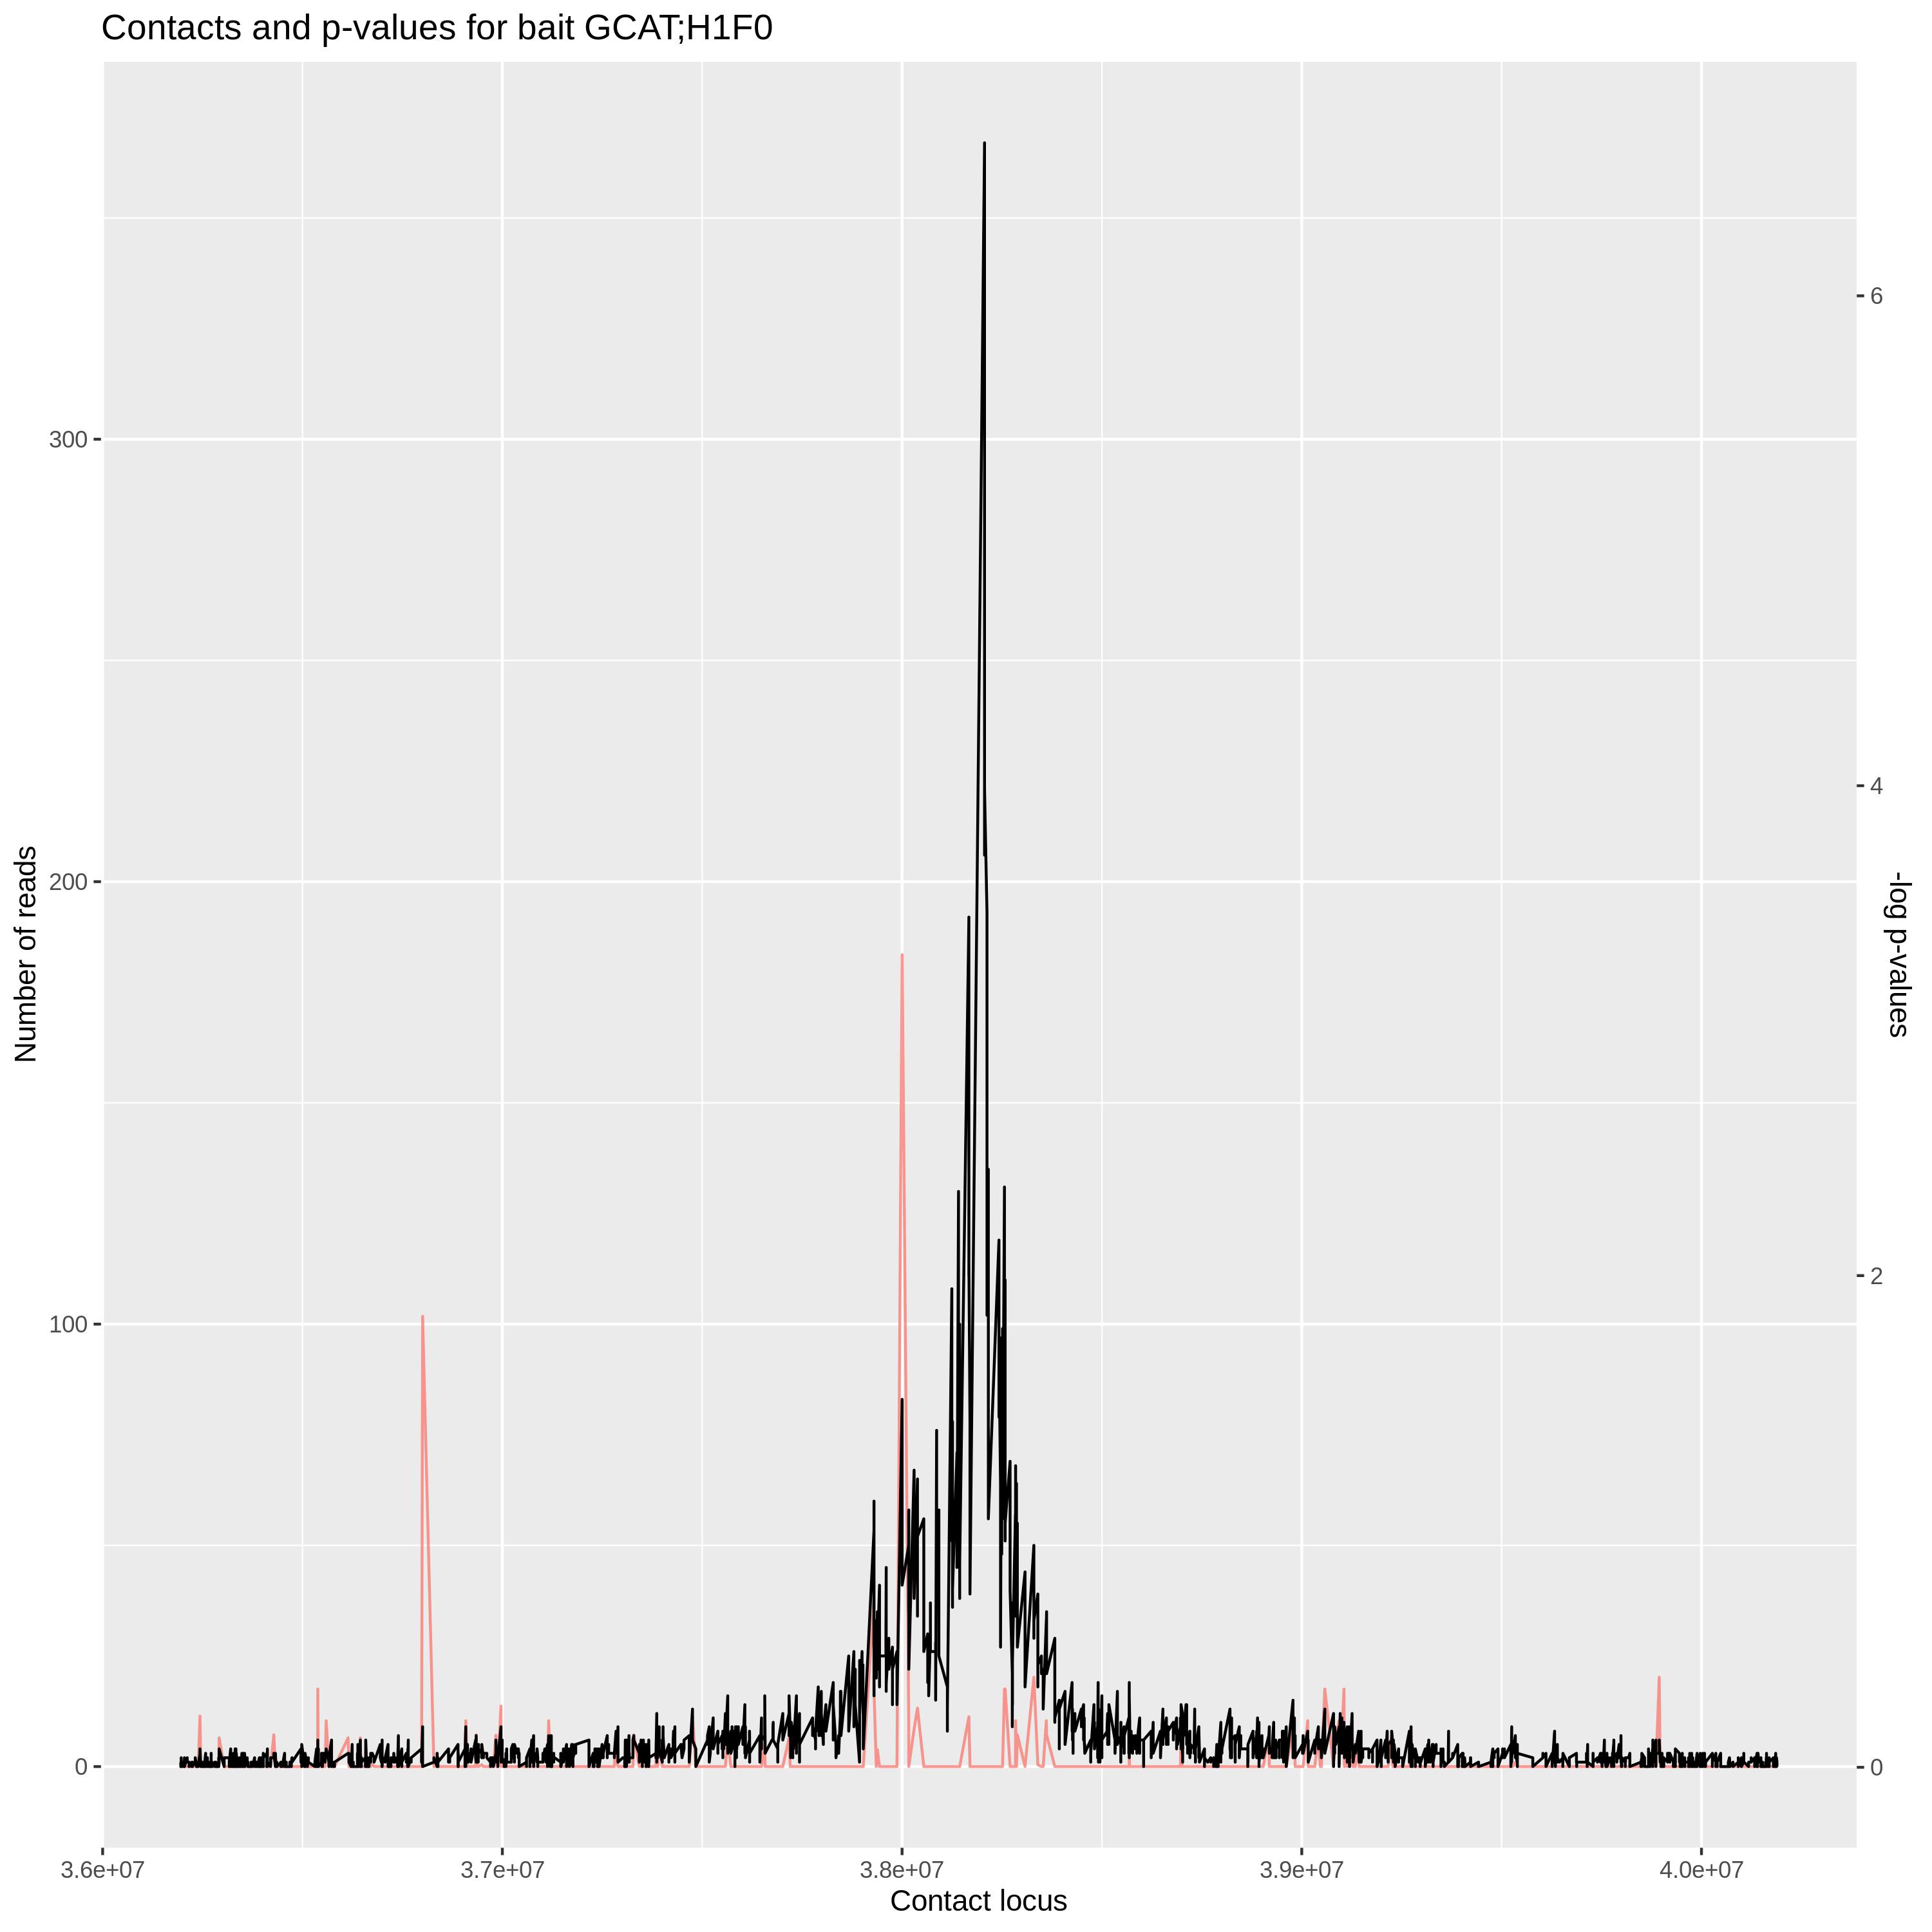 Contacts and p-values for bait GCAT;H1F0
Number of reads
300
200
100
0
6
4
2
0
-log p-values
3.6e+07
3.7e+07
3.8e+07
3.9e+07
4.0e+07
Contact locus